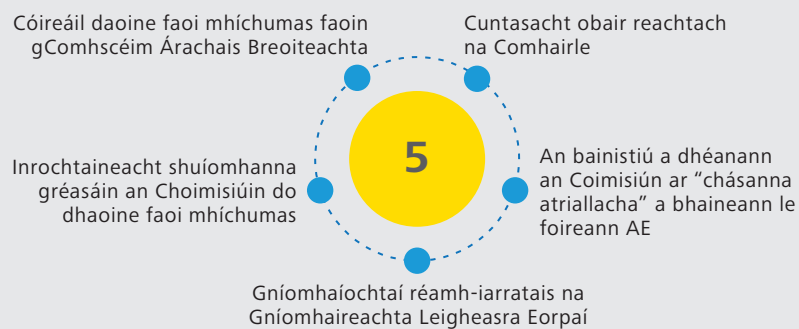 Cóireáil daoine faoi mhíchumas faoin
gComhscéim Árachais Breoiteachta
Cuntasacht obair reachtach
na Comhairle
5
Inrochtaineacht shuíomhanna
gréasáin an Choimisiúin do
dhaoine faoi mhíchumas
An bainistiú a dhéanann
an Coimisiún ar “chásanna
atriallacha” a bhaineann le
foireann AE
Gníomhaíochtaí réamh-iarratais na
Gníomhaireachta Leigheasra Eorpaí